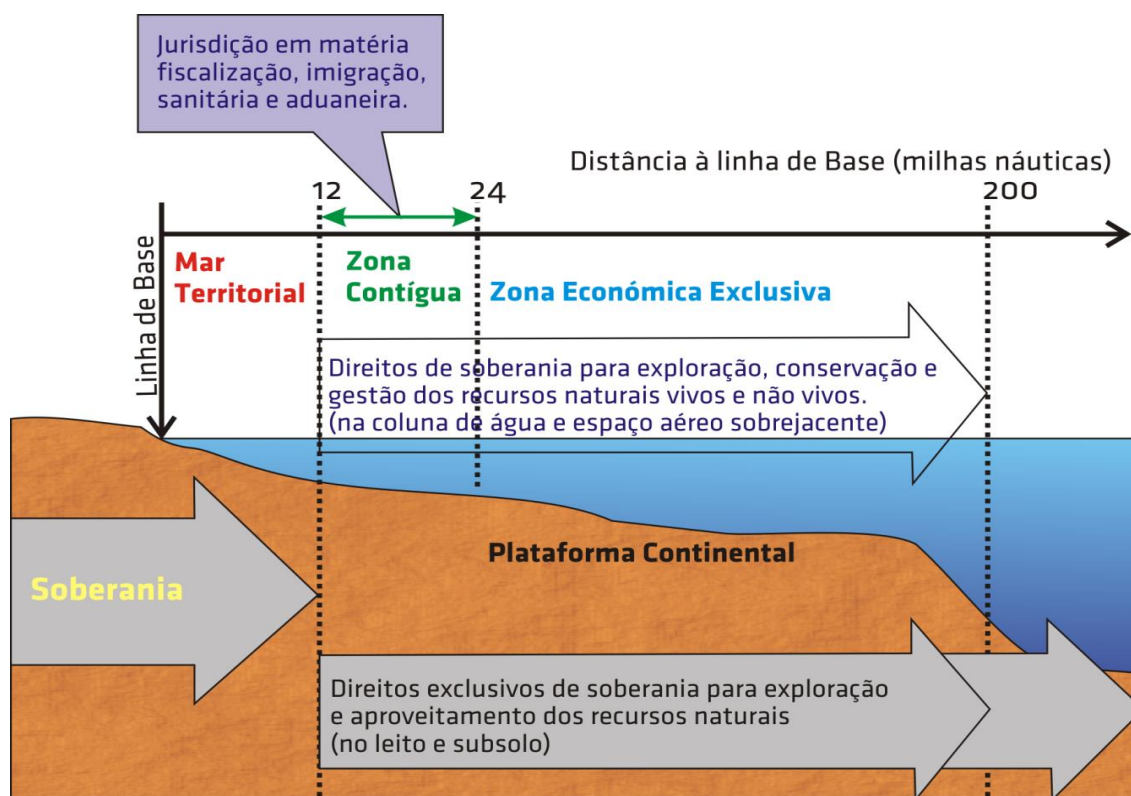 Jurisdição em matéria
fiscalização, imigração,
sanitária e aduaneira.
Distância à linha de Base (milhas náuticas)
12
24
200
Linha de Base
Mar
Territorial
Zona
Contígua
Zona Económica Exclusiva
Direitos de soberania para exploração, conservação e
gestão dos recursos naturais vivos e não vivos.
(na coluna de água e espaço aéreo sobrejacente)
Plataforma Continental
Soberania
Direitos exclusivos de soberania para exploração
e aproveitamento dos recursos naturais
(no leito e subsolo)